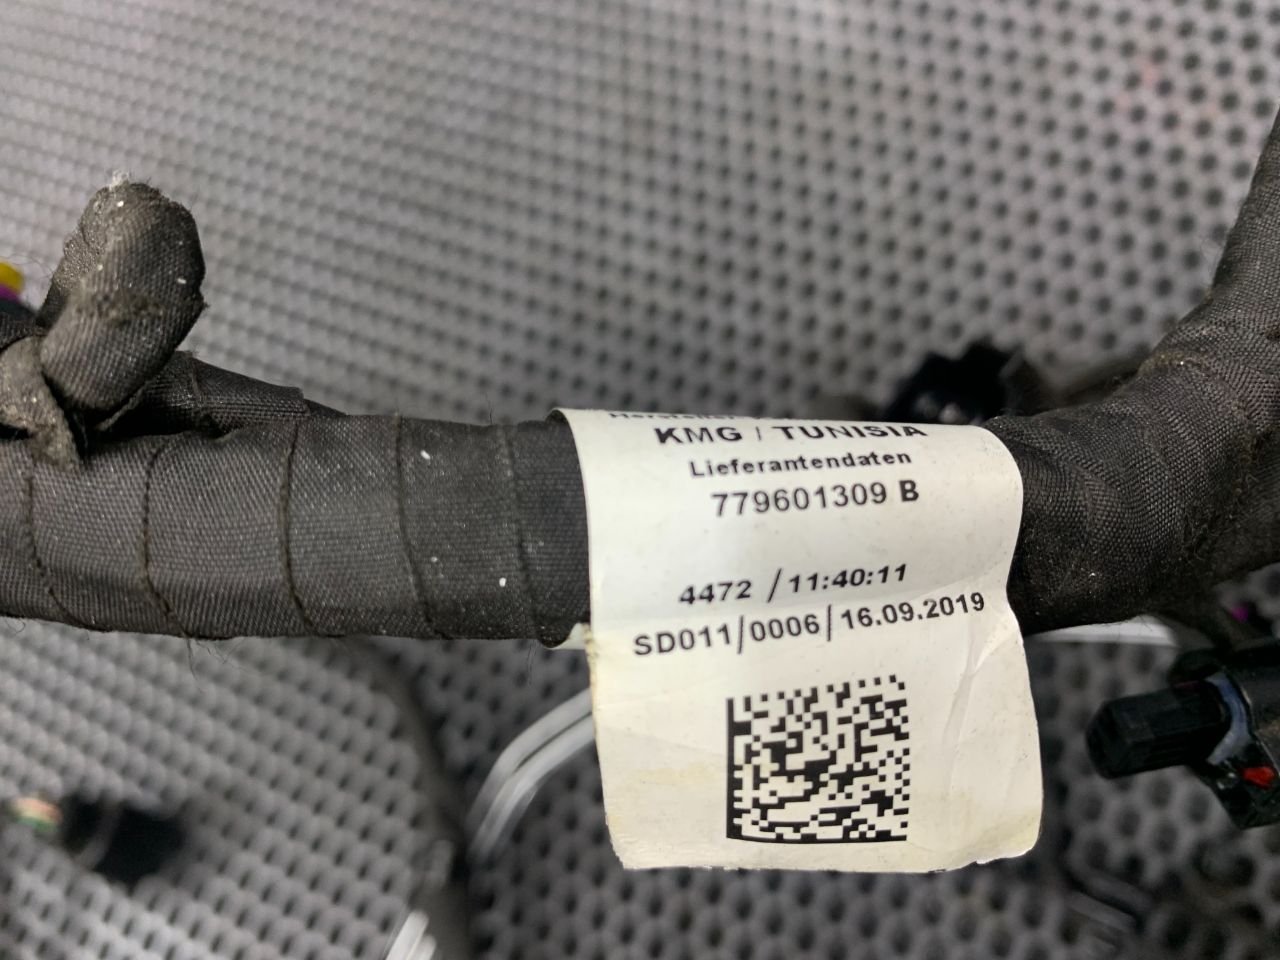 KMG / TUNISIA
Lieferantendaten
779601309 B
4472 / 11:40:11
SD011/0006/16.09.2019